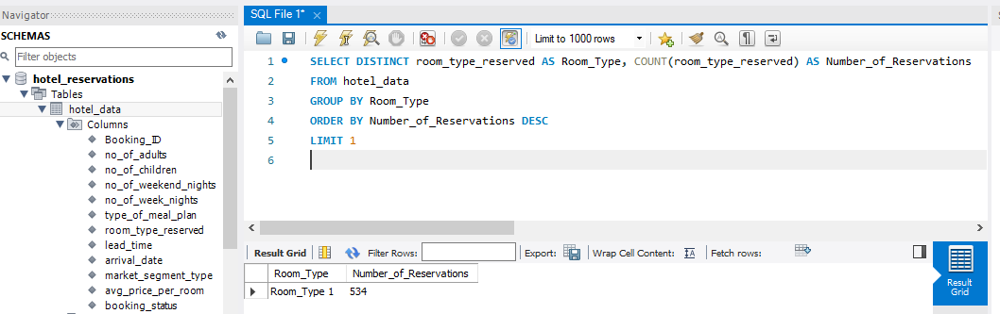 Navigator
SCHEMAS
Filter objects
hotel_reservations
Tables
hotel_data
Columns
Booking_ID
no_of_adults
no_of_children
no_of_weekend_nights
no_of_week_nights
type_of_meal_plan
room_type_reserved
lead_time
arrival_date
market_segment_type
avg_price_per_room
booking_status
SQL File 1*
Limit to 1000 rows
1 SELECT DISTINCT room_type_reserved AS Room_Type, COUNT(room_type_reserved) AS Number_of_Reservations
2 FROM hotel_data
3 GROUP BY Room_Type
4 ORDER BY Number_of_Reservations DESC
5 LIMIT 1
6
Result Grid Filter Rows: Export: Wrap Cell Content: Fetch rows:
Room_Type Number_of_Reservations
Room_Type 1 534
Result
Grid